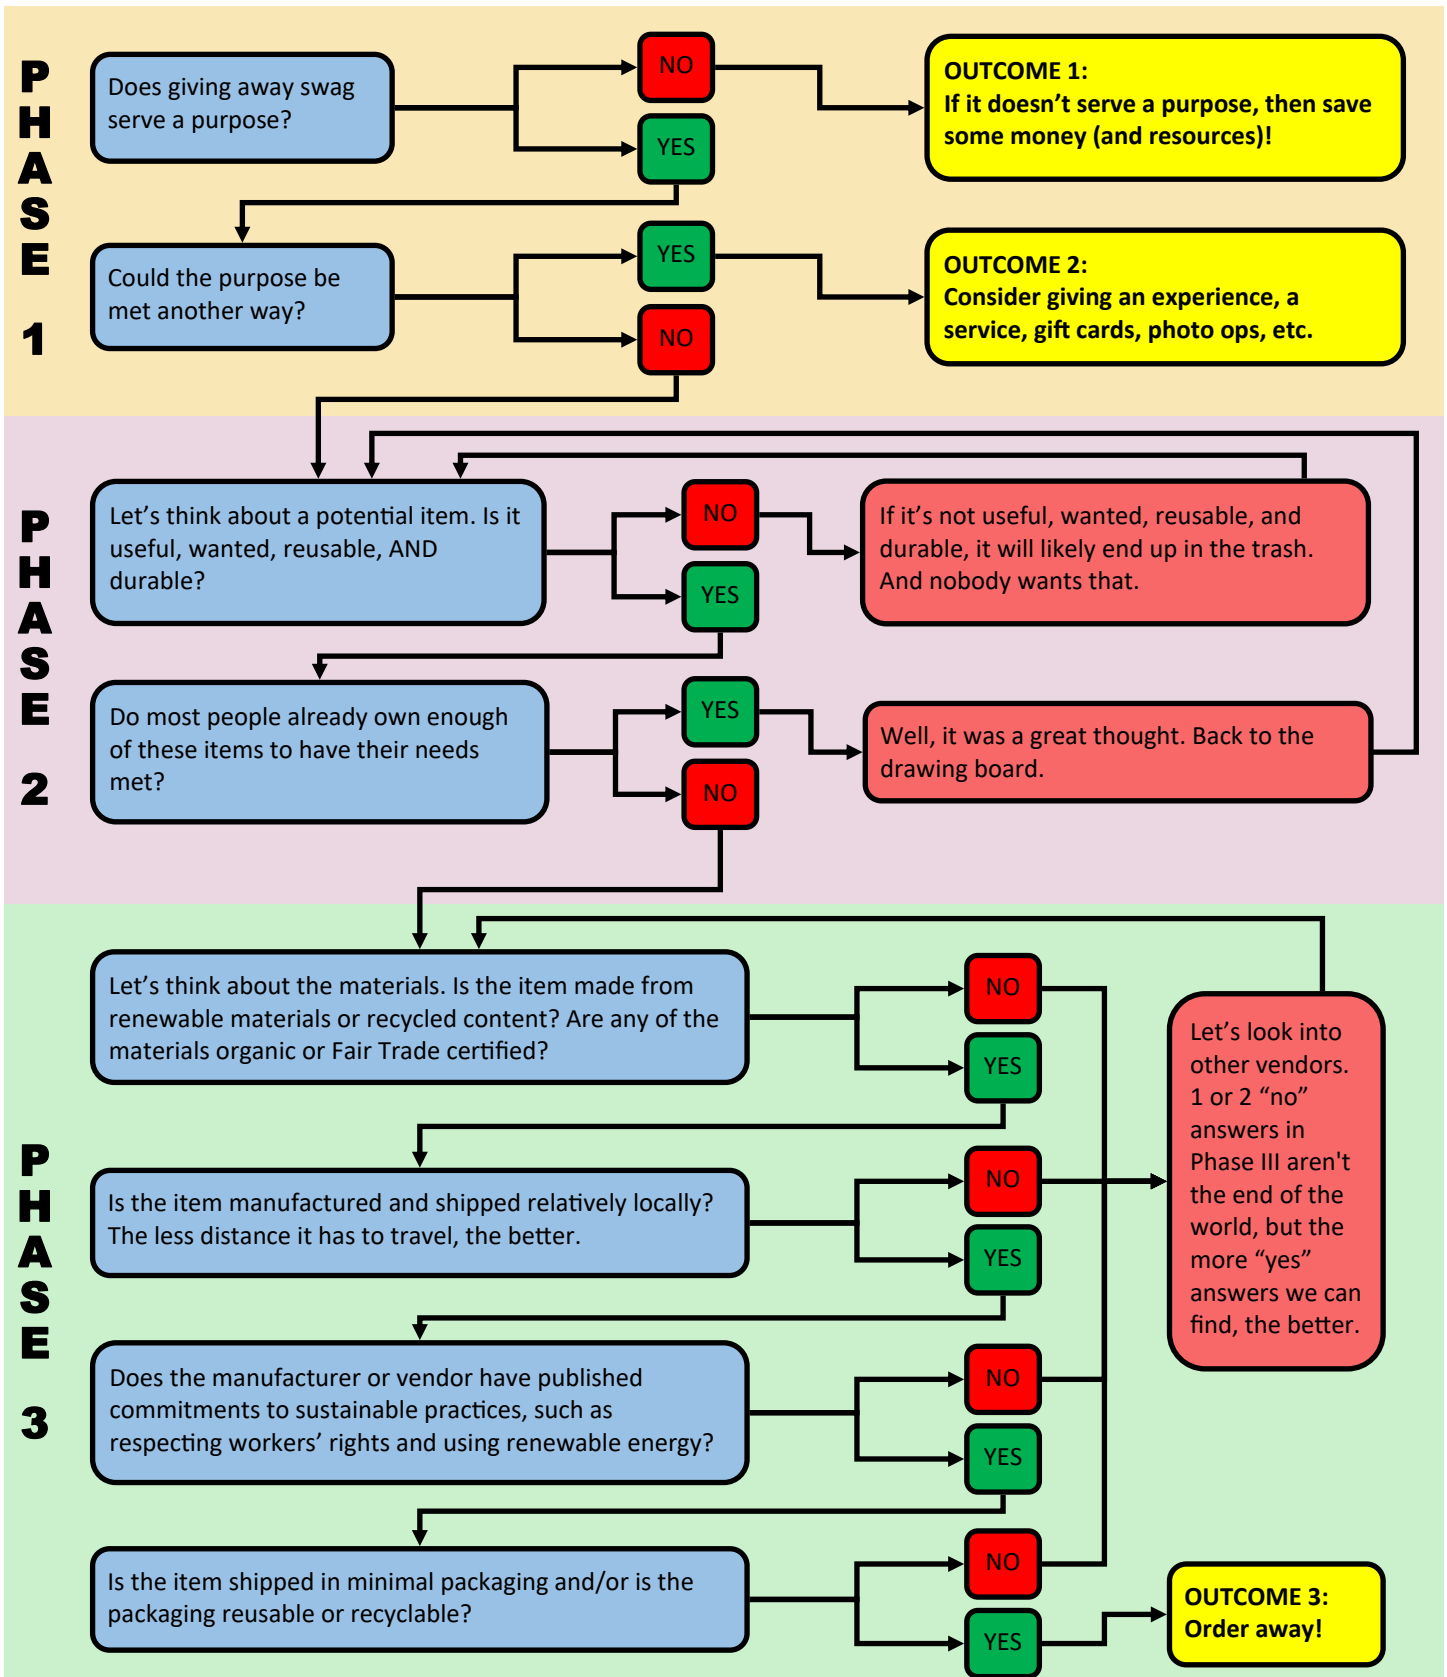 PHASE 1
Does giving away swag
serve a purpose?
NO
YES
OUTCOME 1:
If it doesn’t serve a purpose, then save
some money (and resources)!
Could the purpose be
met another way?
YES
NO
OUTCOME 2:
Consider giving an experience, a
service, gift cards, photo ops, etc.
PHASE 2
Let’s think about a potential item. Is it
useful, wanted, reusable, AND
durable?
NO
YES
If it’s not useful, wanted, reusable, and
durable, it will likely end up in the trash.
And nobody wants that.
Do most people already own enough
of these items to have their needs
met?
YES
NO
Well, it was a great thought. Back to the
drawing board.
PHASE 3
Let’s think about the materials. Is the item made from
renewable materials or recycled content? Are any of the
materials organic or Fair Trade certified?
NO
YES
Let’s look into
other vendors.
1 or 2 “no”
answers in
Phase III aren't
the end of the
world, but the
more “yes”
answers we can
find, the better.
Is the item manufactured and shipped relatively locally?
The less distance it has to travel, the better.
NO
YES
Does the manufacturer or vendor have published
commitments to sustainable practices, such as
respecting workers’ rights and using renewable energy?
NO
YES
Is the item shipped in minimal packaging and/or is the
packaging reusable or recyclable?
NO
YES
OUTCOME 3:
Order away!